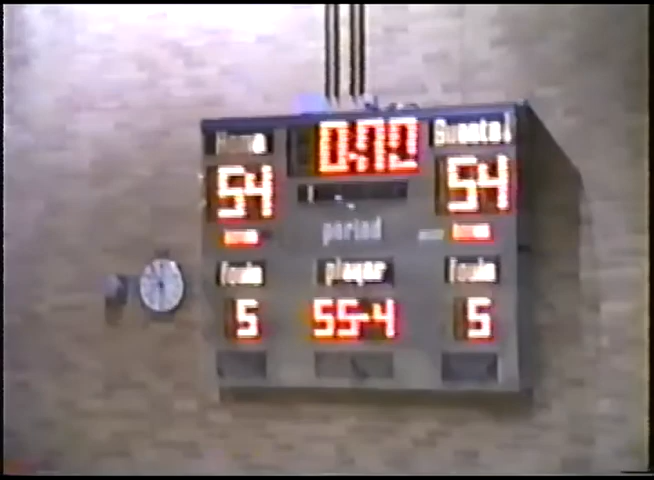 Home 0:00 Guests
54 54
period
fouls player fouls
5 55-4 5